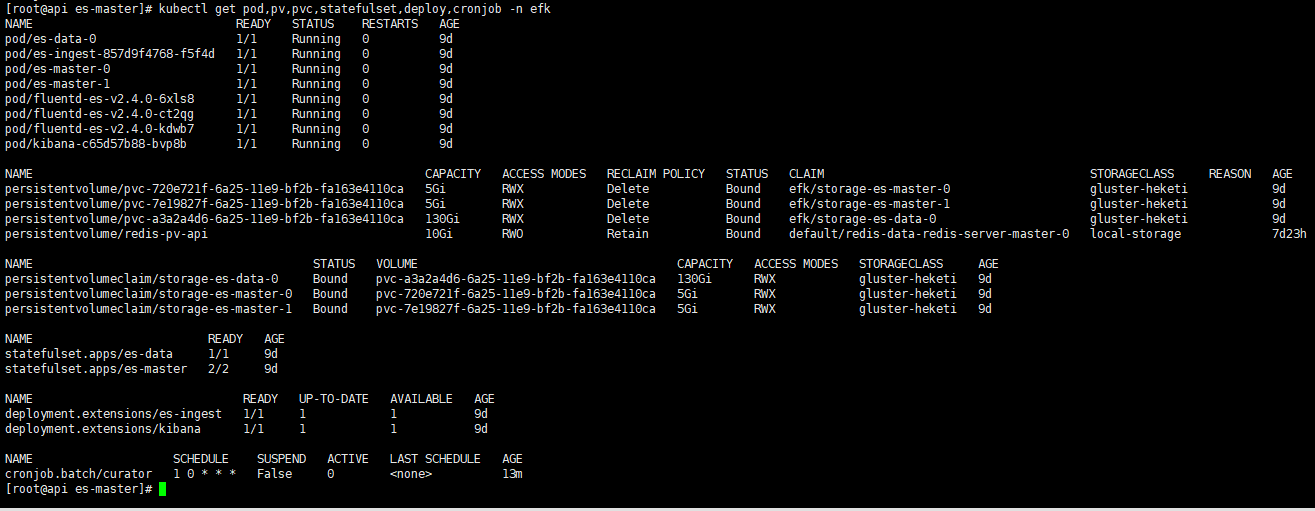 [root@api es-master]# kubectl get pod,pv,pvc,statefulset,deploy,cronjob -n efk
NAME READY STATUS RESTARTS AGE
pod/es-data-0 1/1 Running 0 9d
pod/es-ingest-857d9f4768-f5f4d 1/1 Running 0 9d
pod/es-master-0 1/1 Running 0 9d
pod/es-master-1 1/1 Running 0 9d
pod/fluentd-es-v2.4.0-6xls8 1/1 Running 0 9d
pod/fluentd-es-v2.4.0-ct2qg 1/1 Running 0 9d
pod/fluentd-es-v2.4.0-kdwb7 1/1 Running 0 9d
pod/kibana-c65d57b88-bvp8b 1/1 Running 0 9d
NAME CAPACITY ACCESS MODES RECLAIM POLICY STATUS CLAIM STORAGECLASS REASON AGE
persistentvolume/pvc-720e721f-6a25-11e9-bf2b-fa163e4110ca 5Gi RWX Delete Bound efk/storage-es-master-0 gluster-heketi 9d
persistentvolume/pvc-7e19827f-6a25-11e9-bf2b-fa163e4110ca 5Gi RWX Delete Bound efk/storage-es-master-1 gluster-heketi 9d
persistentvolume/pvc-a3a2a4d6-6a25-11e9-bf2b-fa163e4110ca 130Gi RWX Delete Bound efk/storage-es-data-0 gluster-heketi 9d
persistentvolume/redis-pv-api 10Gi RWO Retain Bound default/redis-data-redis-server-master-0 local-storage 7d23h
NAME STATUS VOLUME CAPACITY ACCESS MODES STORAGECLASS AGE
persistentvolumeclaim/storage-es-data-0 Bound pvc-a3a2a4d6-6a25-11e9-bf2b-fa163e4110ca 130Gi RWX gluster-heketi 9d
persistentvolumeclaim/storage-es-master-0 Bound pvc-720e721f-6a25-11e9-bf2b-fa163e4110ca 5Gi RWX gluster-heketi 9d
persistentvolumeclaim/storage-es-master-1 Bound pvc-7e19827f-6a25-11e9-bf2b-fa163e4110ca 5Gi RWX gluster-heketi 9d
NAME READY AGE
statefulset.apps/es-data 1/1 9d
statefulset.apps/es-master 2/2 9d
NAME READY UP-TO-DATE AVAILABLE AGE
deployment.extensions/es-ingest 1/1 1 1 9d
deployment.extensions/kibana 1/1 1 1 9d
NAME SCHEDULE SUSPEND ACTIVE LAST SCHEDULE AGE
cronjob.batch/curator 1 0 * * * False 0 <none> 13m
[root@api es-master]#